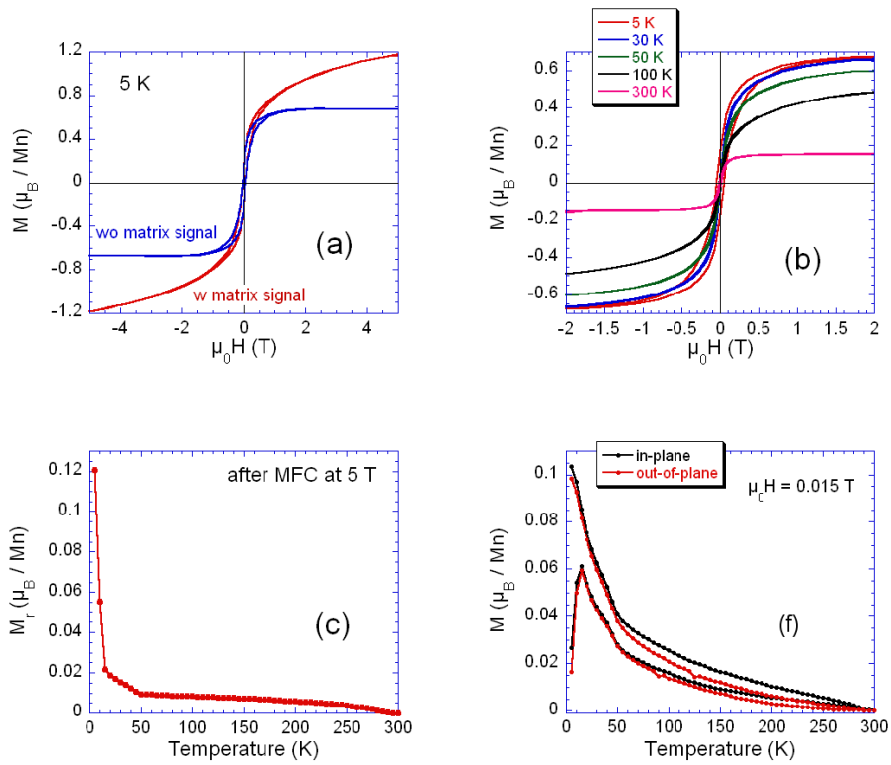 1.2
0.8
0.4
0
-0.4
-0.8
-1.2
M (μB / Mn)
5 K
wo matrix signal
w matrix signal
(a)
-4 -2 0 2 4
μ0H (T)
5 K
30 K
50 K
100 K
300 K
0.6
0.4
0.2
0
-0.2
-0.4
-0.6
M (μB / Mn)
(b)
-2 -1.5 -1 -0.5 0 0.5 1 1.5 2
μ0H (T)
0.12
0.1
0.08
0.06
0.04
0.02
0
Mr (μB / Mn)
after MFC at 5 T
(c)
0 50 100 150 200 250 300
Temperature (K)
in-plane
out-of-plane
μ0H = 0.015 T
0.1
0.08
0.06
0.04
0.02
0
M (μB / Mn)
(f)
0 50 100 150 200 250 300
Temperature (K)